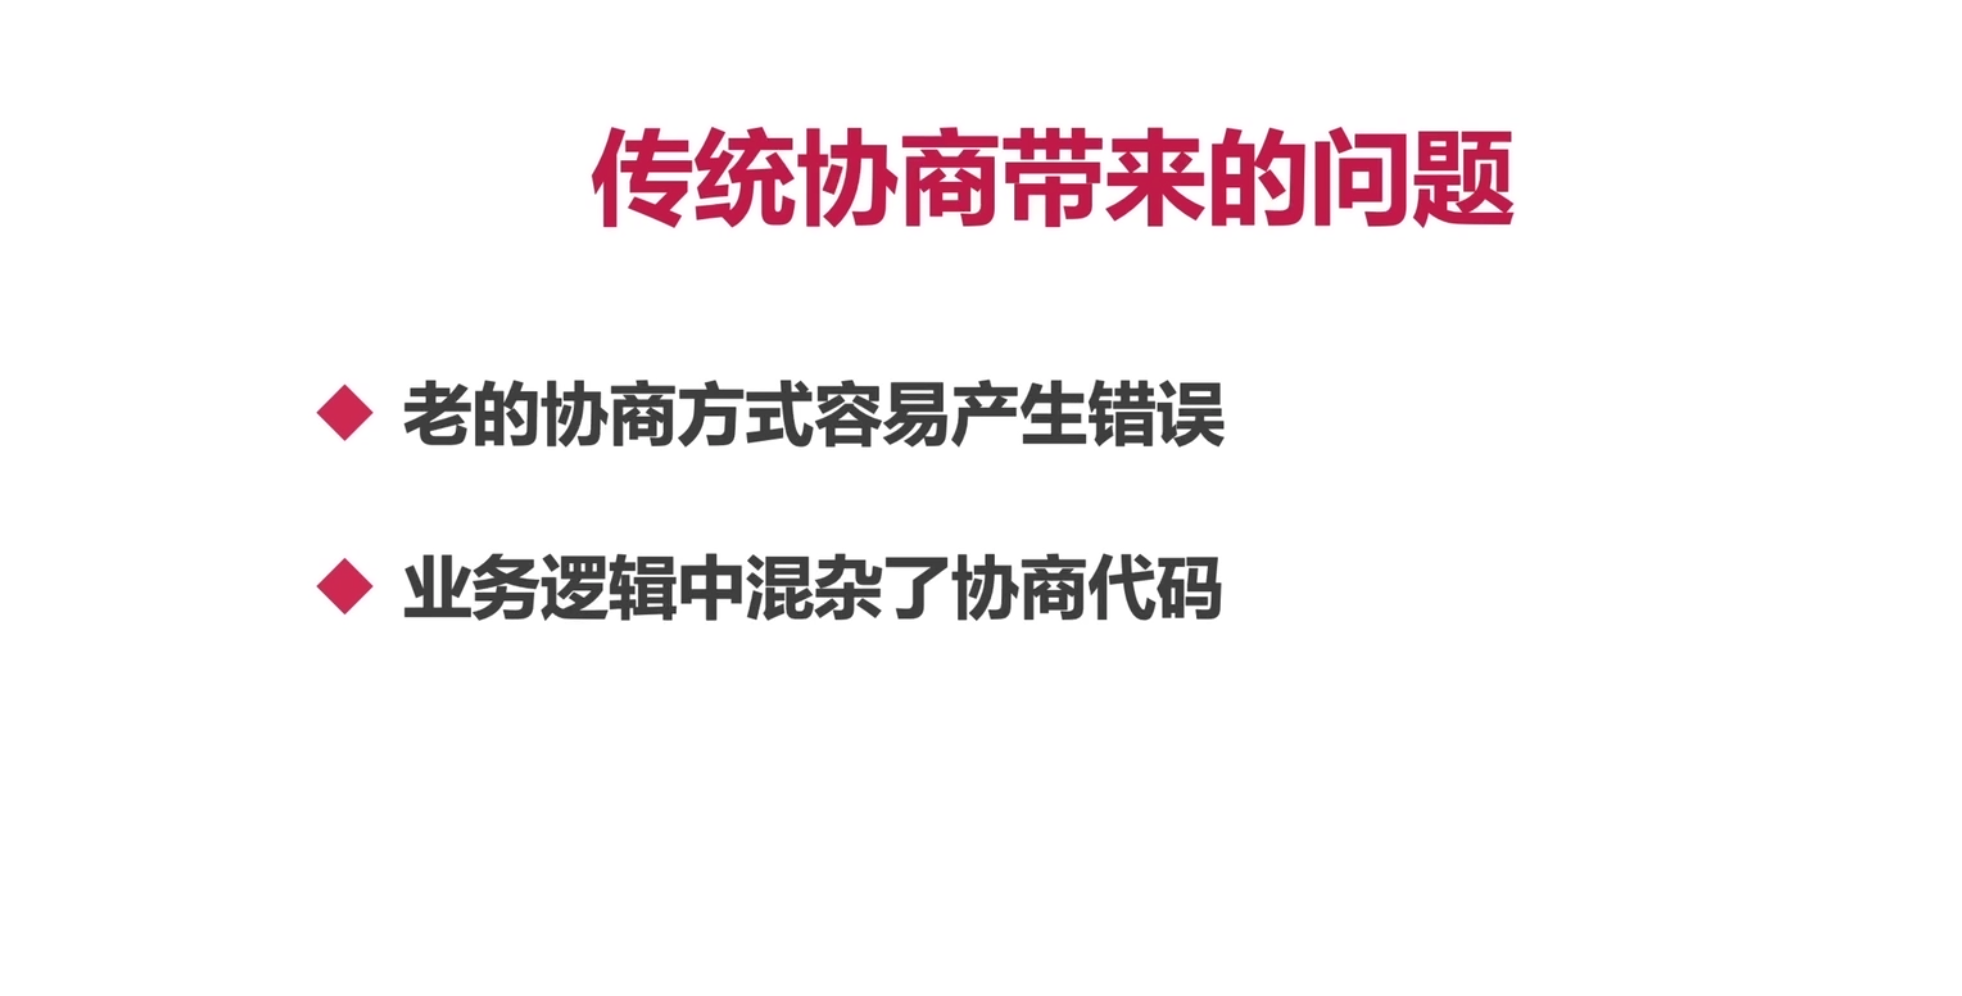 传统协商带来的问题
老的协商方式容易产生错误
业务逻辑中混杂了协商代码